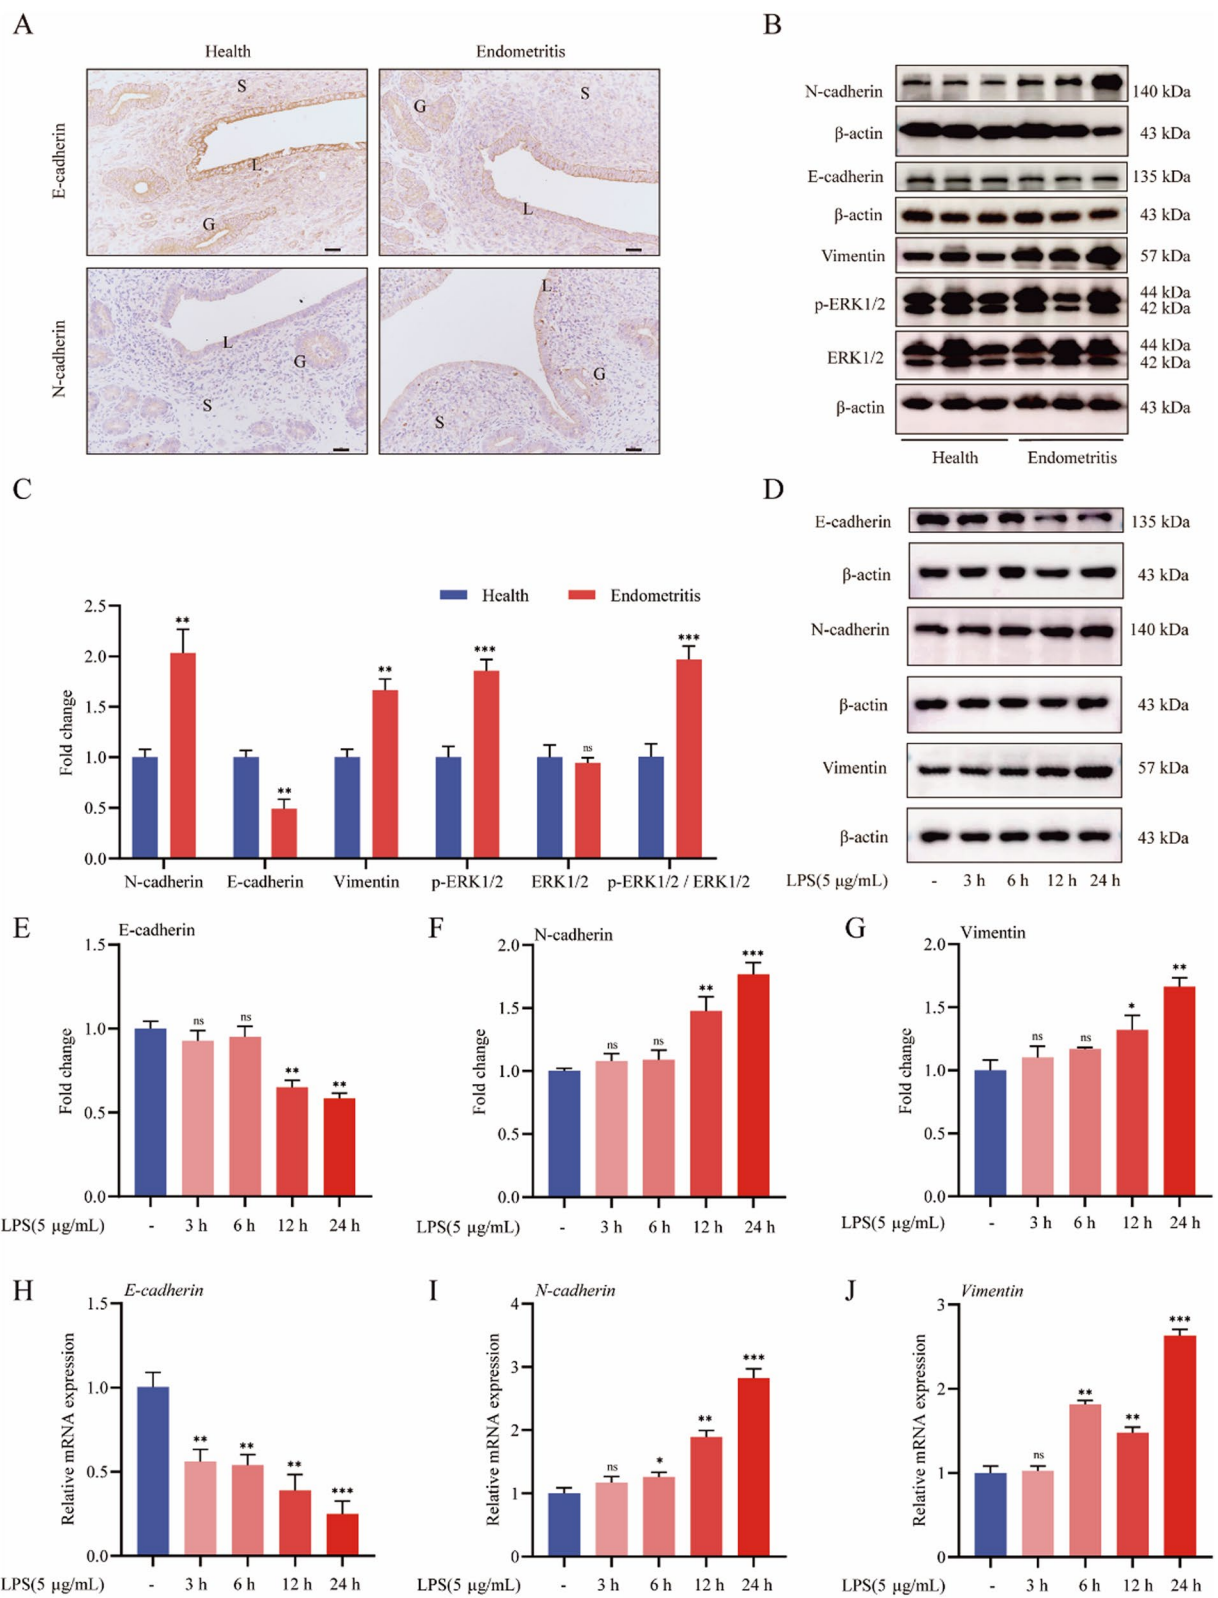 A
Health
Endometritis
E-cadherin
S
L
G
G
S
L
N-cadherin
L
G
S
L
G
S
B
N-cadherin
140 kDa
β-actin
43 kDa
E-cadherin
135 kDa
β-actin
43 kDa
Vimentin
57 kDa
p-ERK1/2
44 kDa
42 kDa
ERK1/2
44 kDa
42 kDa
β-actin
43 kDa
Health Endometritis
C
Health Endometritis
Fold change
2.5
2.0
1.5
1.0
0.5
0.0
** ** ** *** ns ***
N-cadherin E-cadherin Vimentin p-ERK1/2 ERK1/2 p-ERK1/2 / ERK1/2
D
E-cadherin
135 kDa
β-actin
43 kDa
N-cadherin
140 kDa
β-actin
43 kDa
Vimentin
57 kDa
β-actin
43 kDa
LPS(5 µg/mL) - 3 h 6 h 12 h 24 h
E
E-cadherin
Fold change
1.5
1.0
0.5
0.0
ns ns ** **
LPS(5 µg/mL) - 3 h 6 h 12 h 24 h
F
N-cadherin
Fold change
2.0
1.5
1.0
0.5
0.0
ns ns ** ***
LPS(5 µg/mL) - 3 h 6 h 12 h 24 h
G
Vimentin
Fold change
2.0
1.5
1.0
0.5
0.0
ns ns * **
LPS(5 µg/mL) - 3 h 6 h 12 h 24 h
H
E-cadherin
Relative mRNA expression
1.5
1.0
0.5
0.0
** ** ** ***
LPS(5 µg/mL) - 3 h 6 h 12 h 24 h
I
N-cadherin
Relative mRNA expression
4
3
2
1
0
ns * ** ***
LPS(5 µg/mL) - 3 h 6 h 12 h 24 h
J
Vimentin
Relative mRNA expression
3
2
1
0
ns ** ** ***
LPS(5 µg/mL) - 3 h 6 h 12 h 24 h